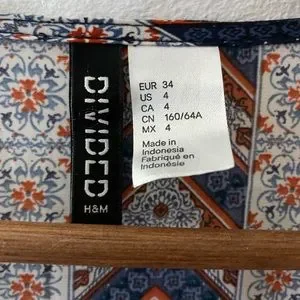 DIVIDED
H&M
EUR 34
US 4
CA 4
CN 160/64A
MX 4
Made in
Indonesia
Fabriqué en
Indonésie